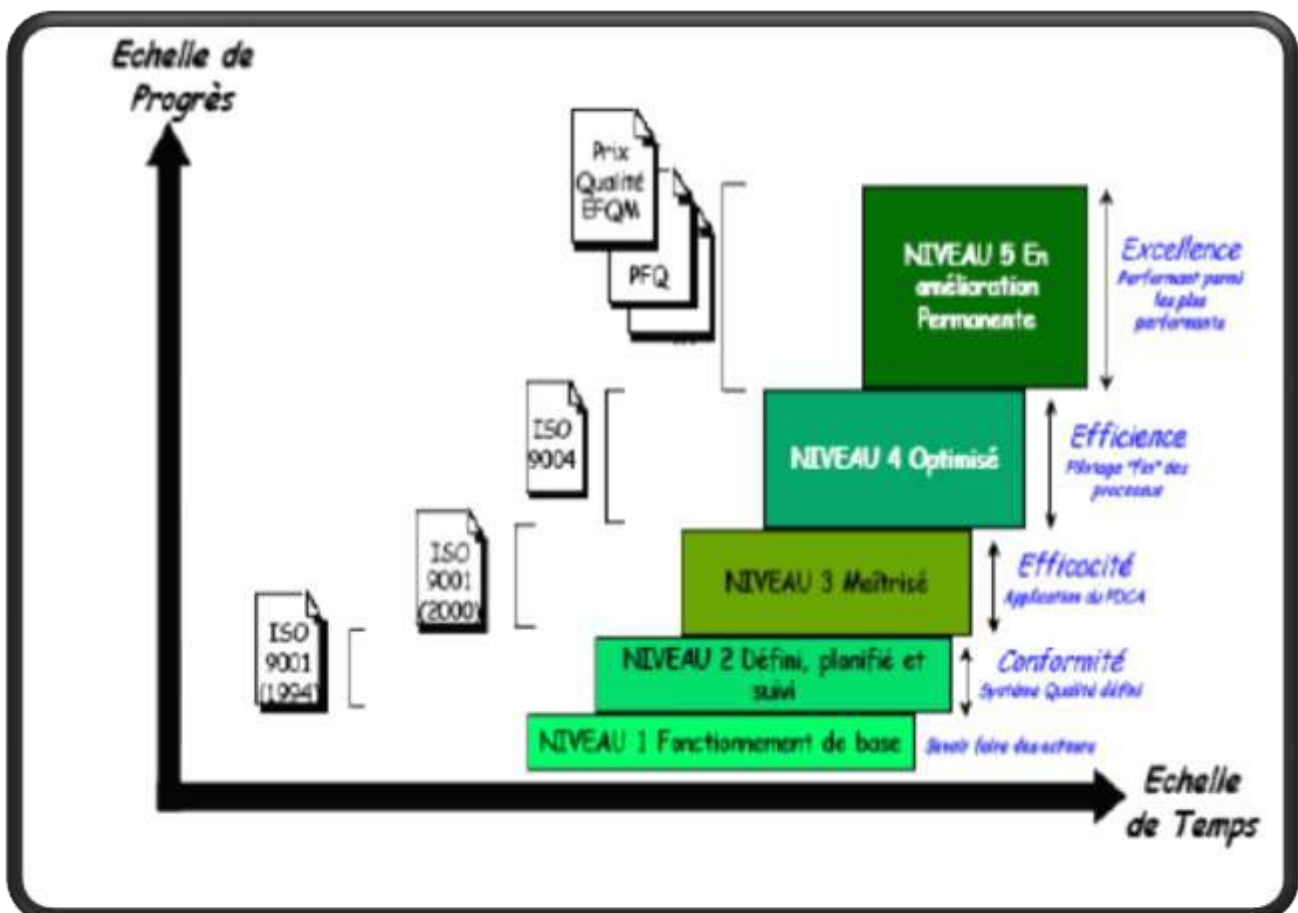 Echelle de
Progrès
Prix
Qualité
EFQM
PFQ
NIVEAU 5 En
amélioration
Permanente
Excellence
Performant parmi
les plus
performants
ISO
9004
NIVEAU 4 Optimisé
Efficience
Pilotage "fin" des
processus
ISO
9001
(2000)
NIVEAU 3 Maîtrisé
Efficacité
Application du PDCA
ISO
9001
(1994)
NIVEAU 2 Défini, planifié et
suivi
Conformité
Système Qualité défini
NIVEAU 1 Fonctionnement de base
Savoir faire des acteurs
Echelle
de Temps